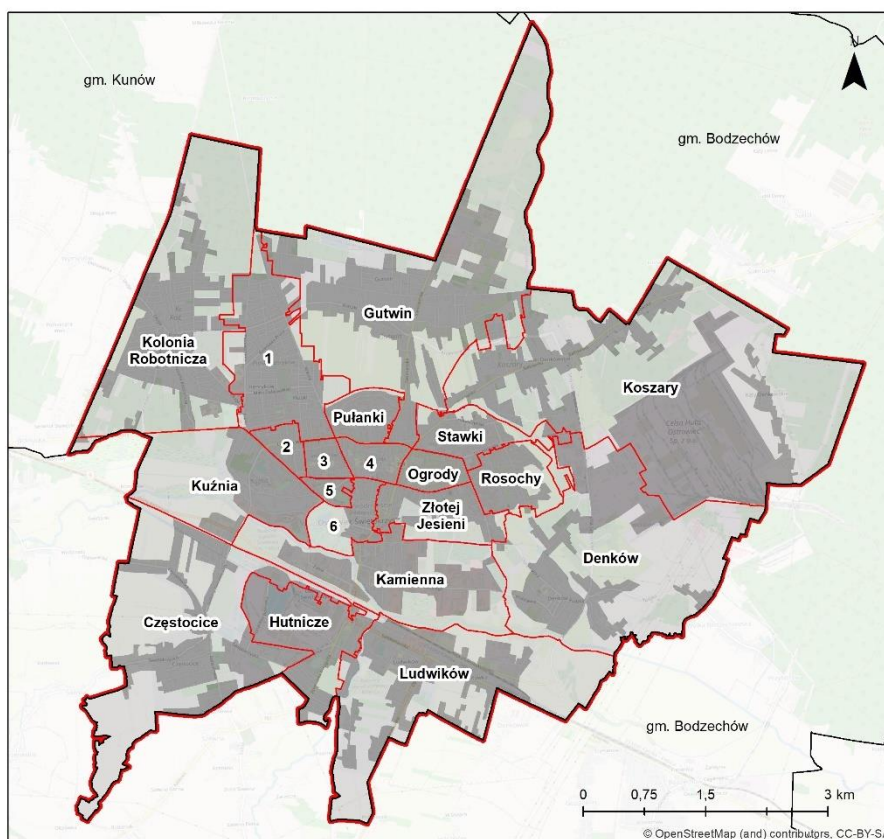 N
gm. Kunów
gm. Bodzechów
Gutwin
Kolonia
Robotnicza
1
Koszary
Pułanki
Stawki
2
3
4
Ogrody
Rosochy
Kuźnia
5
Złotej
Jesieni
6
Denków
Kamienna
Częstocice
Hutnicze
Ludwików
gm. Bodzechów
0 0,75 1,5 3 km
© OpenStreetMap (and) contributors, CC-BY-SA